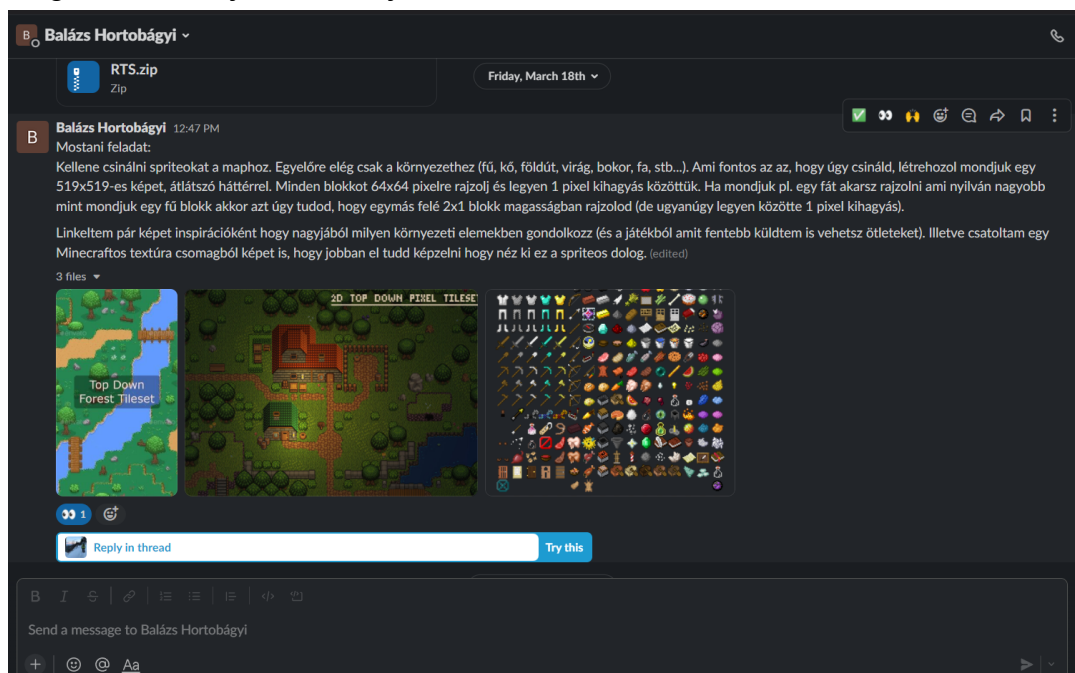 B Balázs Hortobágyi
RTS.zip
Zip
Friday, March 18th
B
Balázs Hortobágyi 12:47 PM
Mostani feladat:
Kellene csinálni spriteokat a maphoz. Egyelőre elég csak a környezethez (fű, kő, földút, virág, bokor, fa, stb...). Ami fontos az az, hogy úgy csináld, létrehozol mondjuk egy
519x519-es képet, átlátszó háttérrel. Minden blokkot 64x64 pixelre rajzolj és legyen 1 pixel kihagyás közöttük. Ha mondjuk pl. egy fát akarsz rajzolni ami nyilván nagyobb
mint mondjuk egy fű blokk akkor azt úgy tudod, hogy egymás felé 2x1 blokk magasságban rajzolod (de ugyanúgy legyen közötte 1 pixel kihagyás).
Linkeltem pár képet inspirációként hogy nagyjából milyen környezeti elemekben gondolkozz (és a játékból amit fentebb küldtem is vehetsz ötleteket). Illetve csatoltam egy
Minecraftos textúra csomagból képet is, hogy jobban el tudd képzelni hogy néz ki ez a spriteos dolog. (edited)
3 files
2D TOP DOWN PIXEL TILESE
Top Down
Forest Tileset
1
Reply in thread
Try this
B I S
Send a message to Balázs Hortobágyi
+ @ Aa